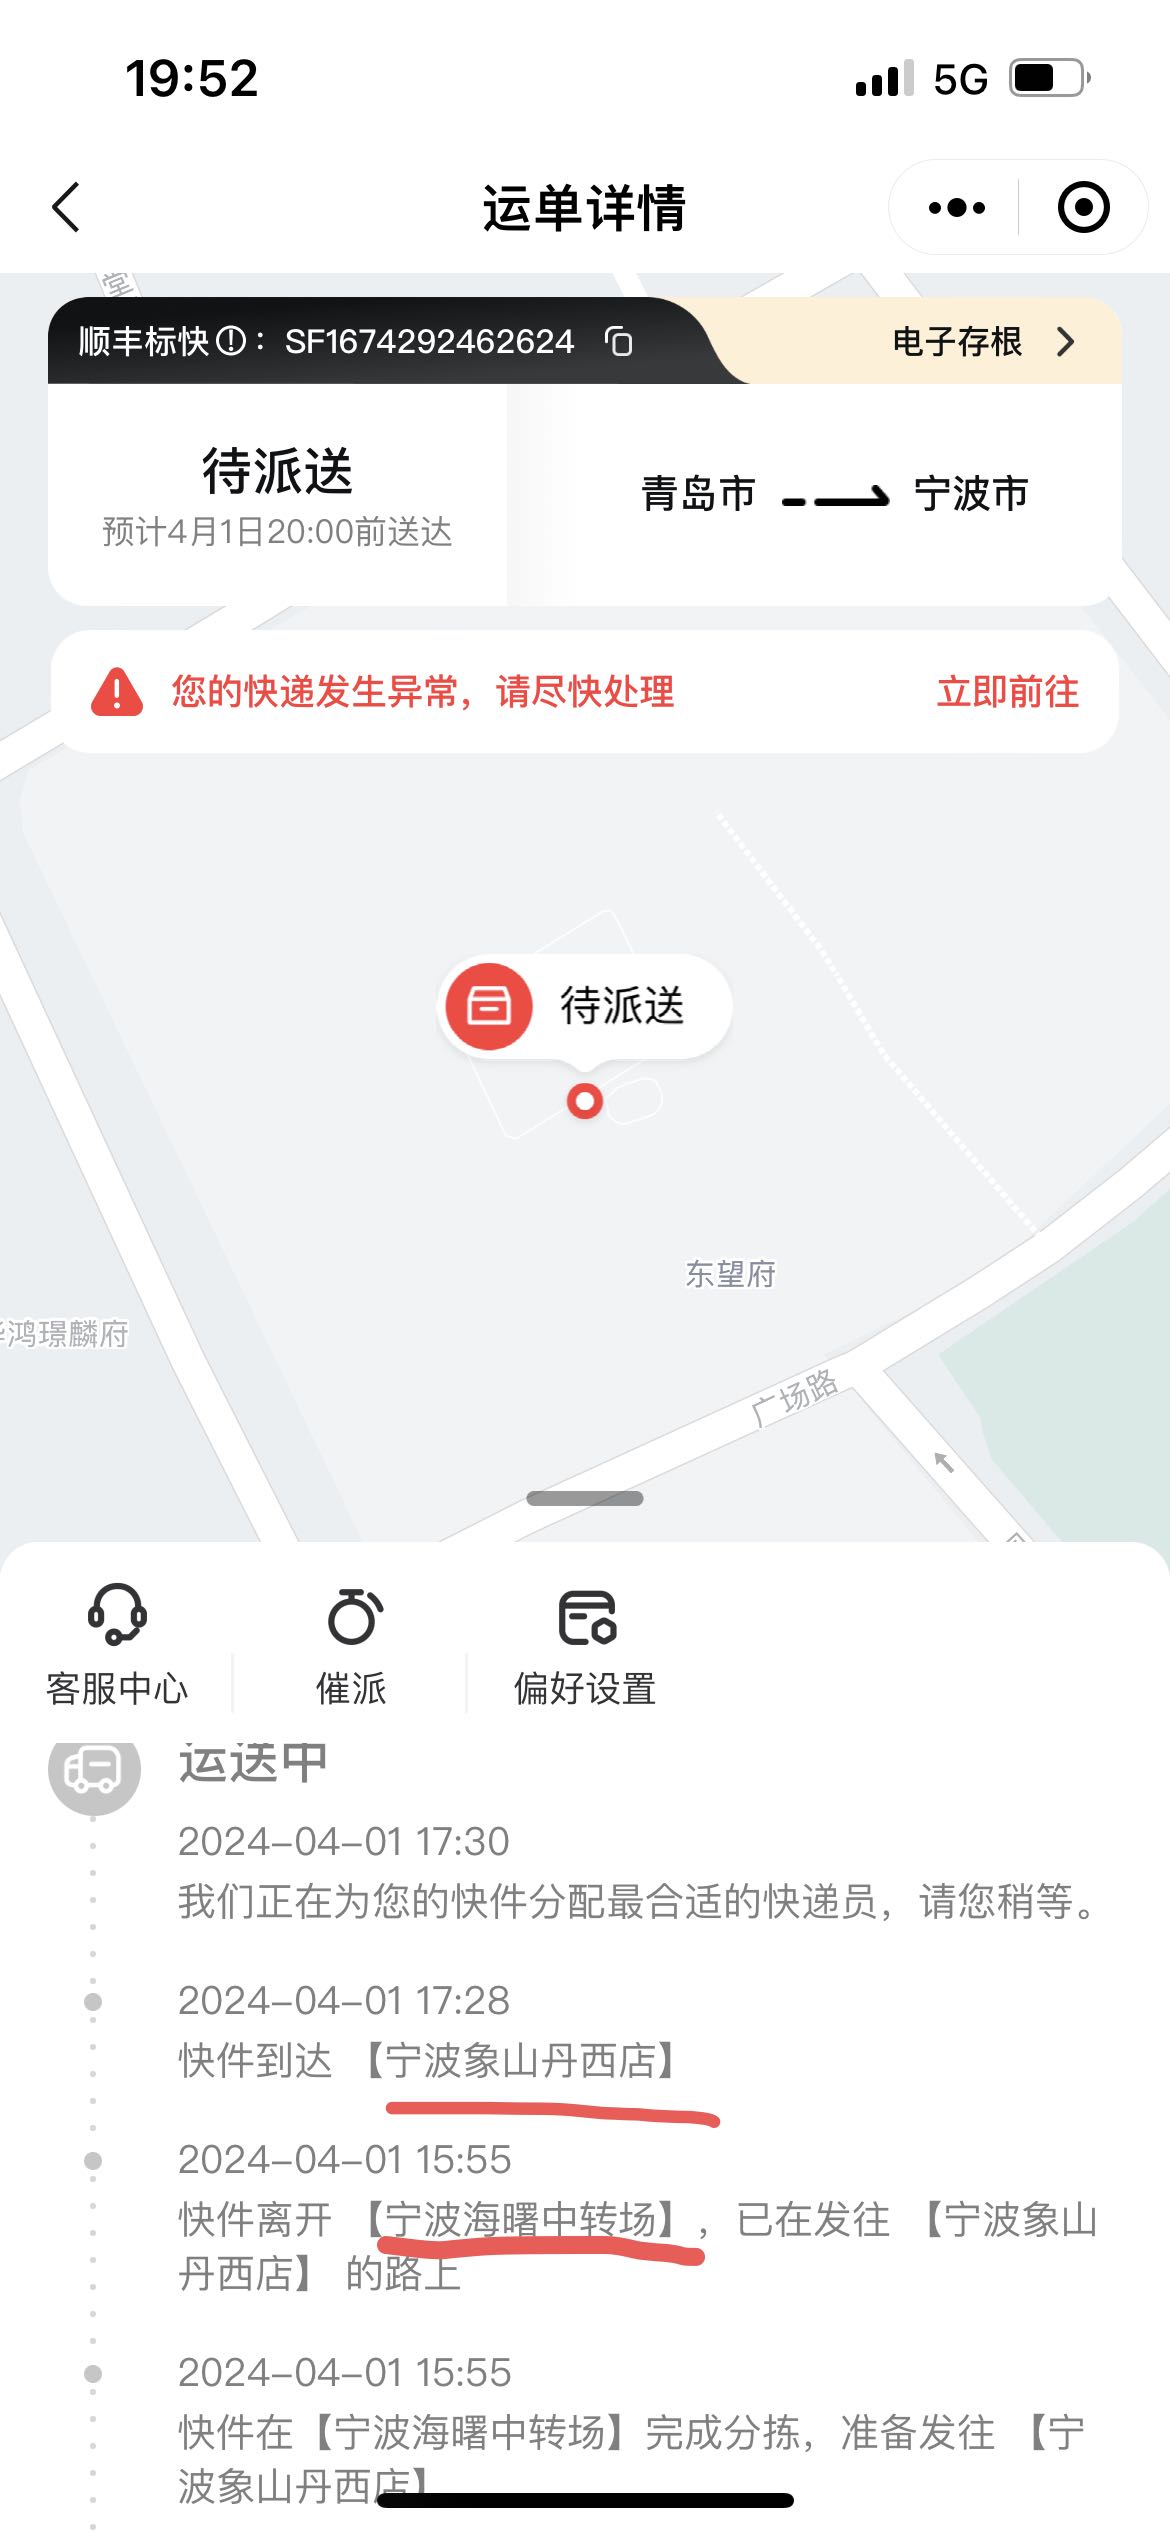 19:52
5G
运单详情
堂
顺丰标快：SF1674292462624
电子存根
待派送
预计4月1日20:00前送达
青岛市
宁波市
您的快递发生异常，请尽快处理
立即前往
待派送
东望府
鸿璟麟府
广场路
客服中心
催派
偏好设置
运送中
2024-04-01 17:30
我们正在为您的快件分配最合适的快递员，请您稍等。
2024-04-01 17:28
快件到达 【宁波象山丹西店】
2024-04-01 15:55
快件离开 【宁波海曙中转场】，已在发往 【宁波象山
丹西店】 的路上
2024-04-01 15:55
快件在【宁波海曙中转场】完成分拣，准备发往 【宁
波象山丹西店】